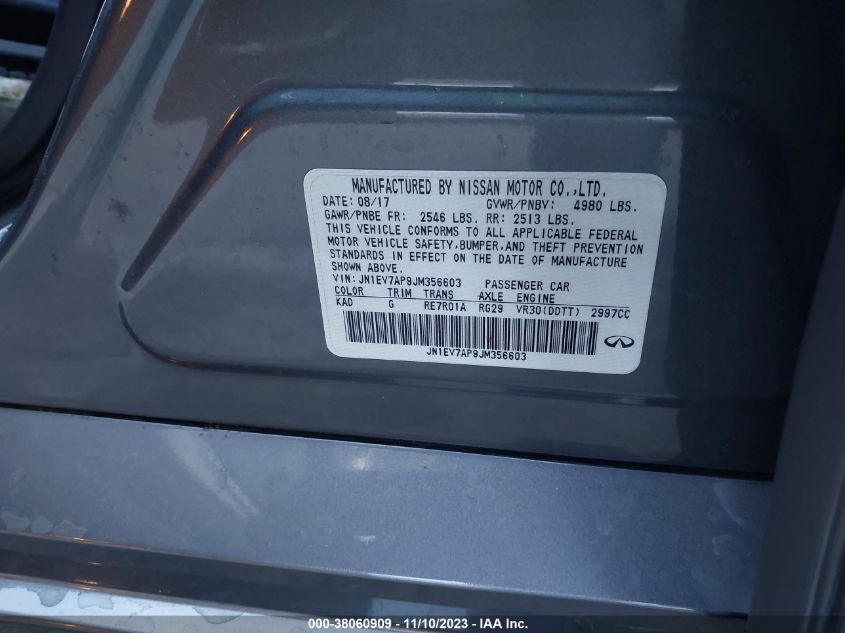 MANUFACTURED BY NISSAN MOTOR CO.,LTD.
DATE: 08/17 GVWR/PNBV: 4980 LBS.
GAWR/PNBE FR: 2546 LBS. RR: 2513 LBS.
THIS VEHICLE CONFORMS TO ALL APPLICABLE FEDERAL
MOTOR VEHICLE SAFETY,BUMPER,AND THEFT PREVENTION
STANDARDS IN EFFECT ON THE DATE OF MANUFACTURE
SHOWN ABOVE.
VIN: JN1EV7AP9JM356603 PASSENGER CAR
COLOR TRIM TRANS AXLE ENGINE
KAD G RE7R01A RG29 VR30(DDTT) 2997CC
JN1EV7AP9JM356603
000-38060909 - 11/10/2023 - IAA Inc.